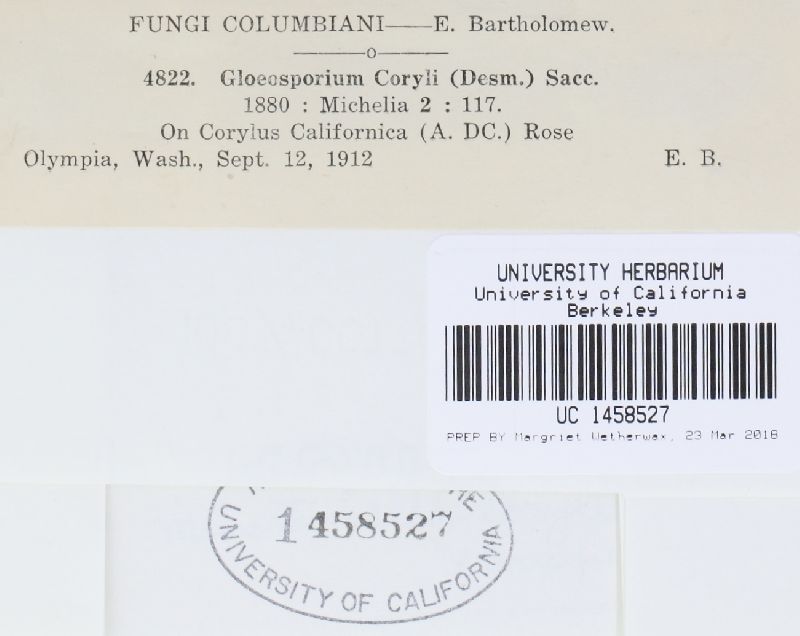 FUNGI COLUMBIANI——E. Bartholomew.
4822. Gloeosporium Coryli (Desm.) Sacc.
1880 : Michelia 2 : 117.
On Corylus Californica (A. DC.) Rose
Olympia, Wash., Sept. 12, 1912 E. B.
UNIVERSITY HERBARIUM
University of California
Berkeley
UC 1458527
PREP BY Margriet Wetherwax, 23 Mar 2016
1458527
UNIVERSITY OF CALIFORNIA